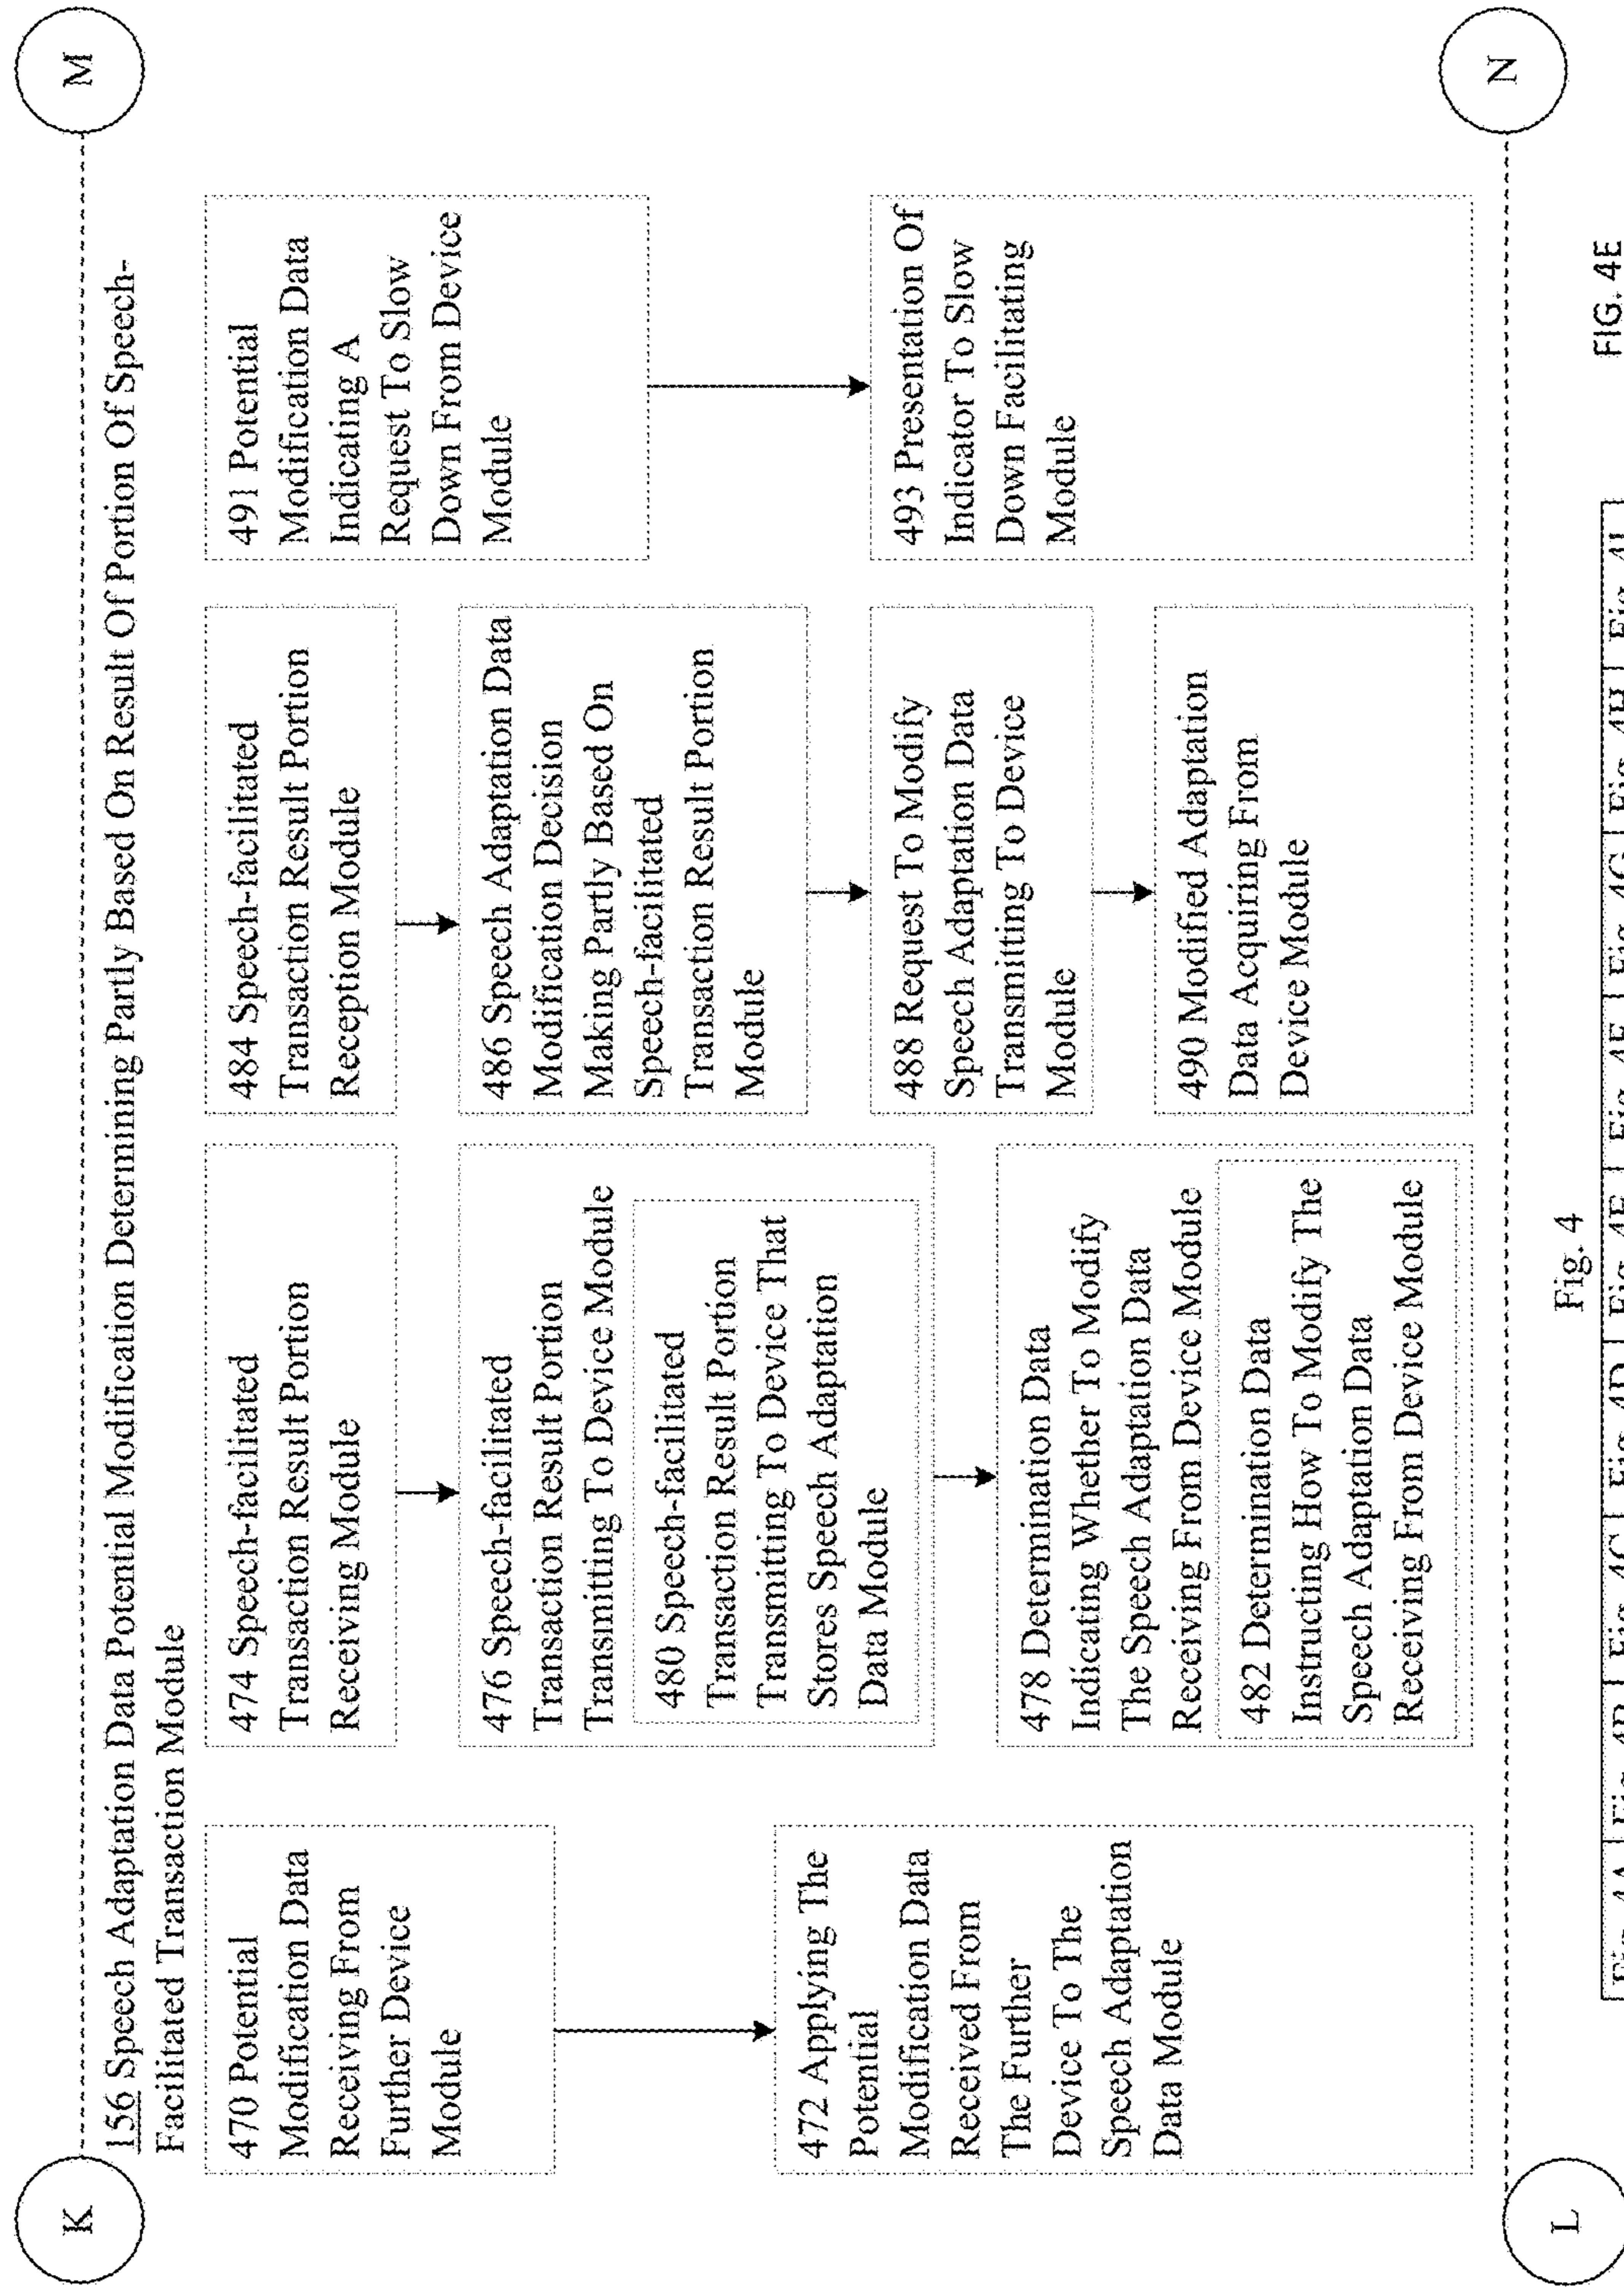 K
M
156 Speech Adaptation Data Potential Modification Determining Partly Based On Result Of Portion Of Speech-
Facilitated Transaction Module
470 Potential
Modification Data
Receiving From
Further Device
Module
472 Applying The
Potential
Modification Data
Received From
The Further
Device To The
Speech Adaption
Data Module
474 Speech-facilitated
Transaction Result Portion
Receiving Module
476 Speech-facilitated
Transaction Result Portion
Transmitting To Device Module
480 Speech-facilitated
Transaction Result Portion
Transmitting To Device That
Stores Speech Adaptation
Data Module
478 Determination Data
Indicating Whether To Modify
The Speech Adaptation Data
Receiving From Device Module
482 Determination Data
Instructing How To Modify The
Speech Adaptation Data
Receiving From Device Module
484 Speech-facilitated
Transaction Result Portion
Reception Module
486 Speech Adaptation Data
Modification Decision
Making Partly Based On
Speech-facilitated
Transaction Result Portion
Module
488 Request To Modify
Speech Adaptation Data
Transmitting To Device
Module
490 Modified Adaptation
Data Acquiring From
Device Module
491 Potential
Modification Data
Indicating A
Request To Slow
Down From Device
Module
493 Presentation Of
Indicator To Slow
Down Facilitating
Module
L
N
Fig. 4
FIG. 4E